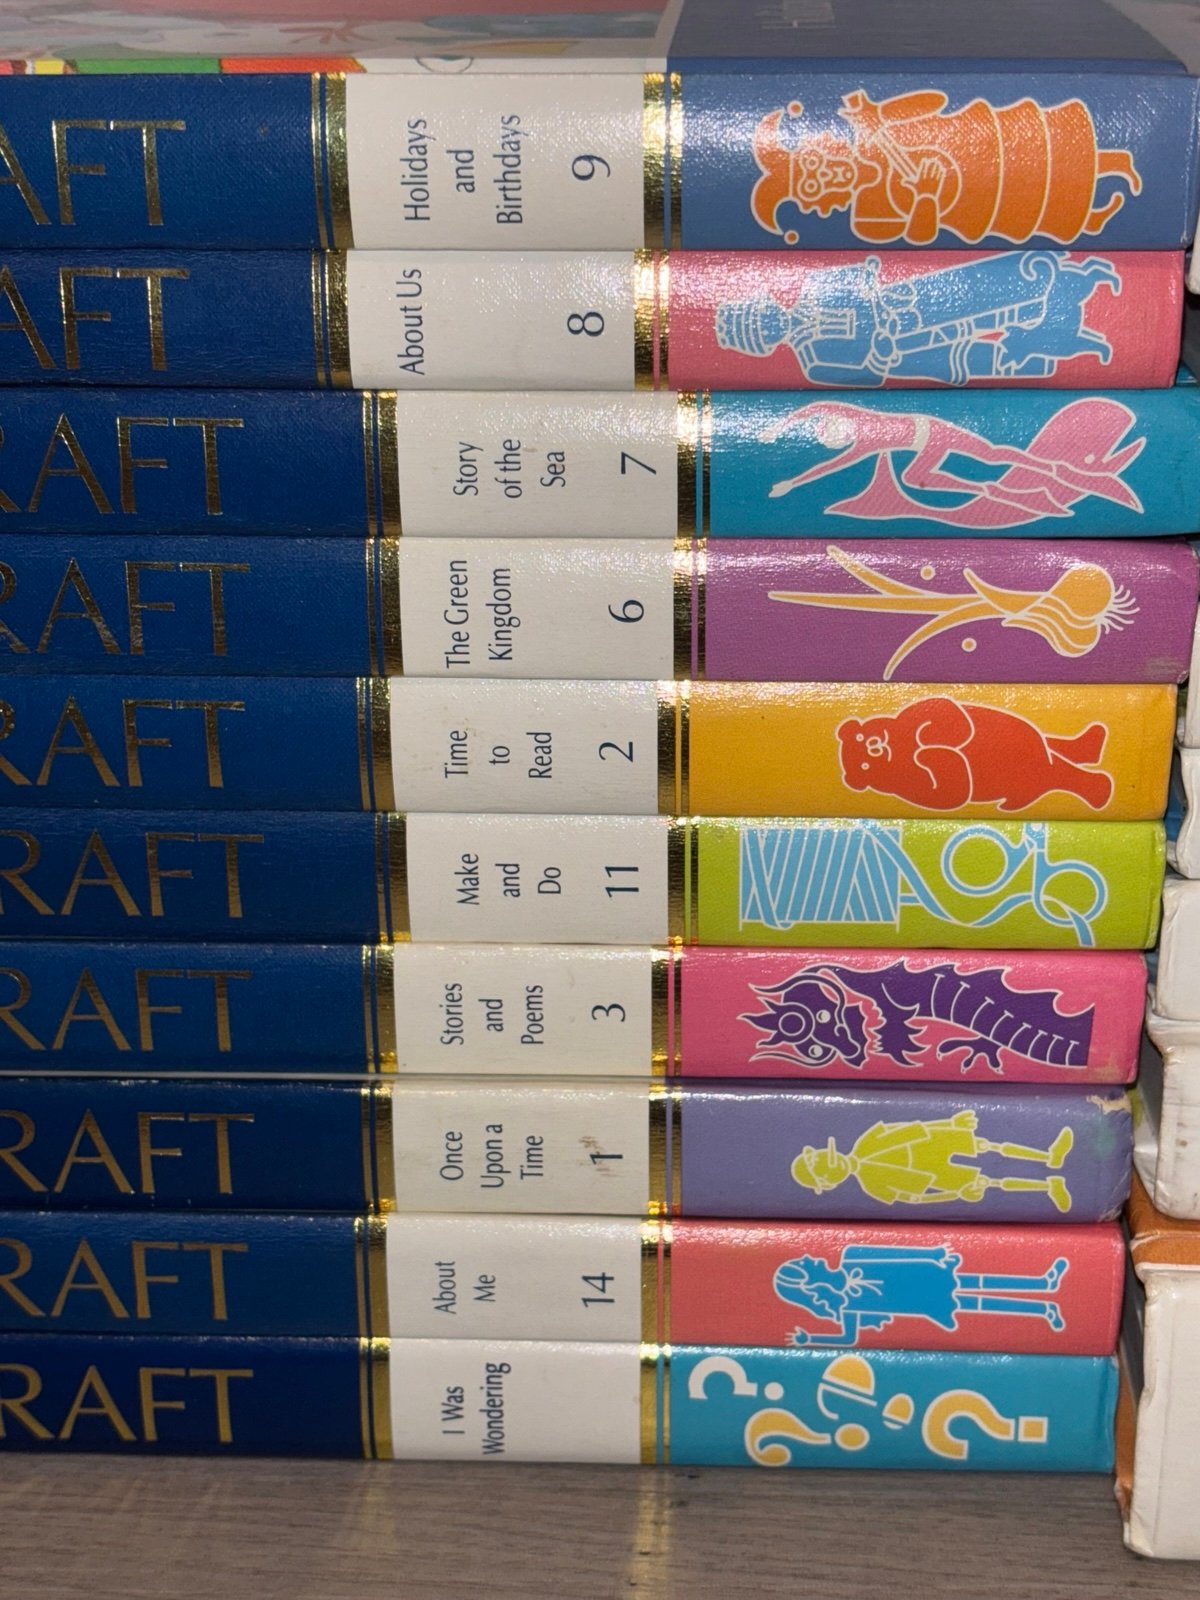 AFT
Holidays
and
Birthdays
9
AFT
About Us
8
RAFT
Story
of the
Sea
7
RAFT
The Green
Kingdom
6
RAFT
Time
to
Read
2
RAFT
Make
and
Do
11
RAFT
Stories
and
Poems
3
RAFT
Once
Upon a
Time
1
RAFT
About
Me
14
RAFT
I Was
Wondering